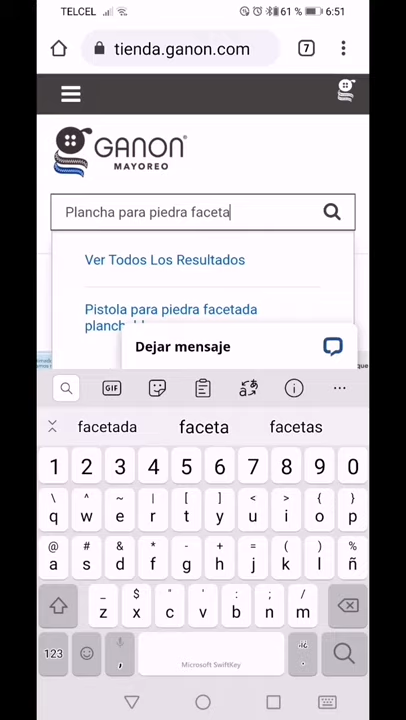 TELCEL 61 % 6:51
tienda.ganon.com 7
GANON
MAYOREO
Plancha para piedra faceta
Ver Todos Los Resultados
Pistola para piedra facetada
Dejar mensaje
GIF
facetada faceta facetas
1 2 3 4 5 6 7 8 9 0
\ ^ ~ | [ ] < > { }
q w e r t y u i o p
@ # & * - + = ( ) %
a s d f g h j k l ñ
_ $ " ' : ; /
z x c v b n m
123 Microsoft SwiftKey